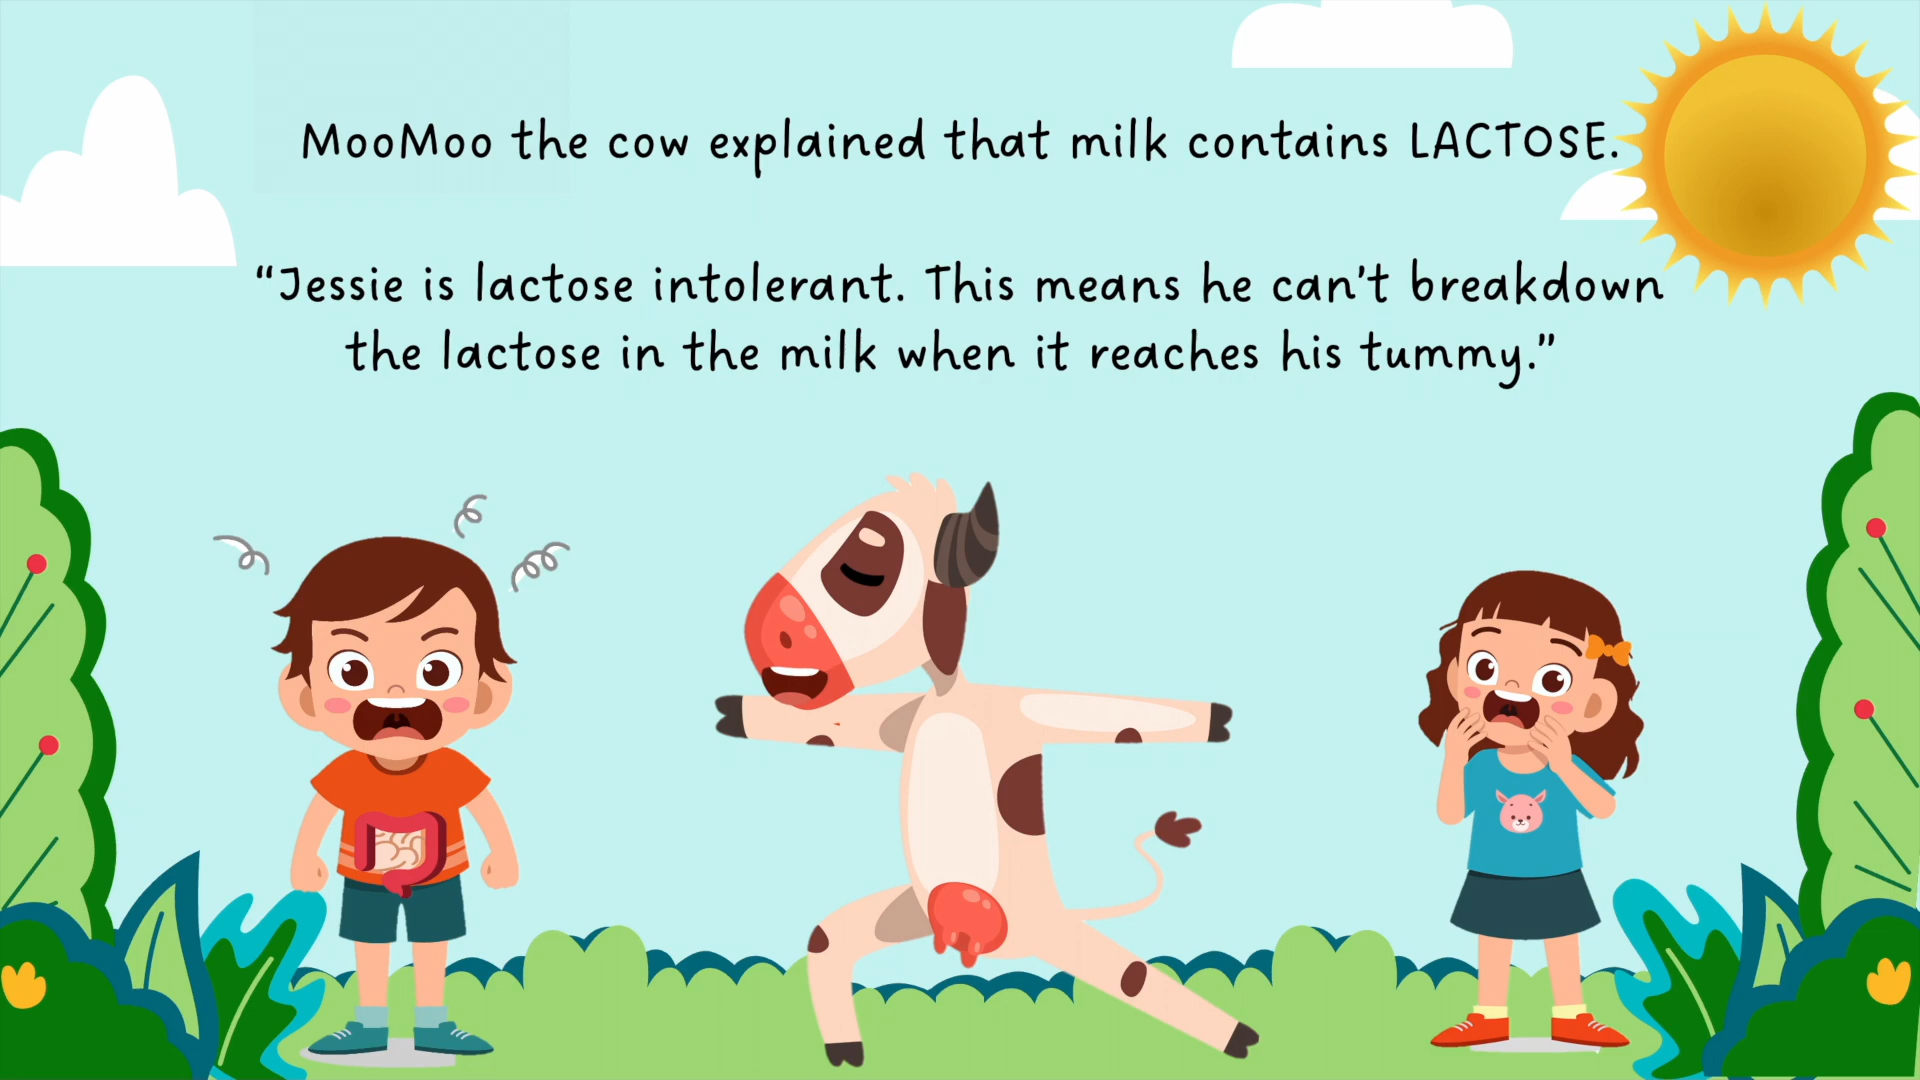 MooMoo the cow explained that milk contains LACTOSE.
“Jessie is lactose intolerant. This means he can't breakdown
the lactose in the milk when it reaches his tummy.”